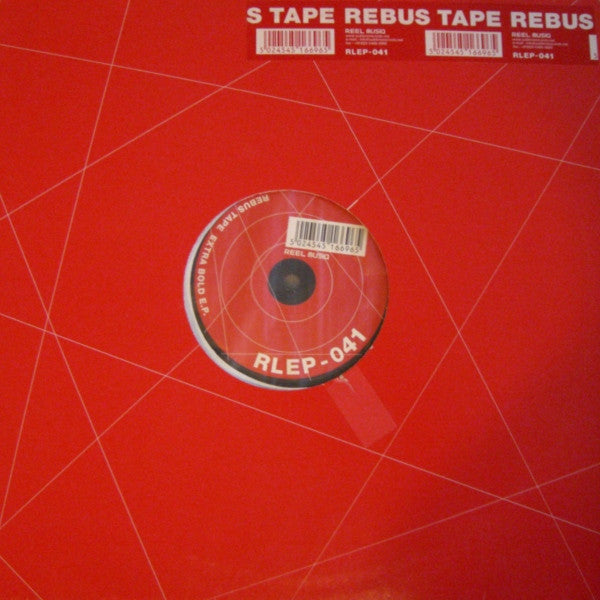 S TAPE REBUS TAPE REBUS
5024545 166965
REEL MUSIQ
RLEP-041
5024545 166965
REEL MUSIQ
RLEP-041
REBUS TAPE EXTRA BOLD E.P.
5024545 166965
REEL MUSIQ
RLEP-041